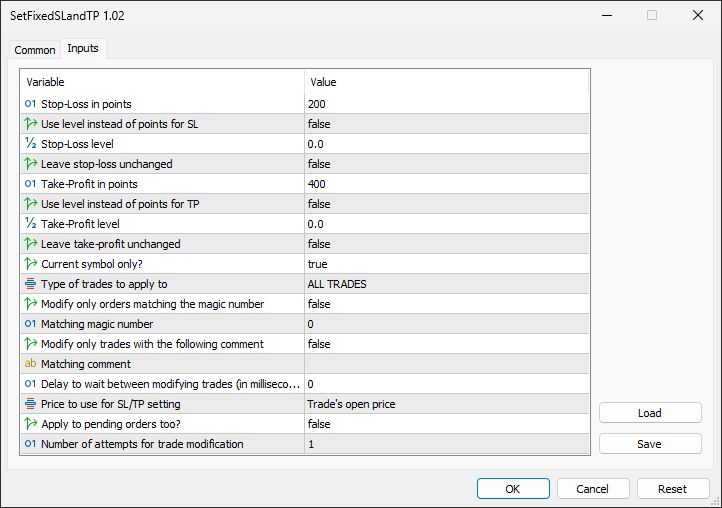 SetFixedSLandTP 1.02
Common Inputs
Variable Value
01 Stop-Loss in points 200
Use level instead of points for SL false
½ Stop-Loss level 0.0
Leave stop-loss unchanged false
01 Take-Profit in points 400
Use level instead of points for TP false
½ Take-Profit level 0.0
Leave take-profit unchanged false
Current symbol only? true
Type of trades to apply to ALL TRADES
Modify only orders matching the magic number false
01 Matching magic number 0
Modify only trades with the following comment false
ab Matching comment
01 Delay to wait between modifying trades (in milliseco... 0
Price to use for SL/TP setting Trade's open price
Apply to pending orders too? false
01 Number of attempts for trade modification 1
Load
Save
OK Cancel Reset